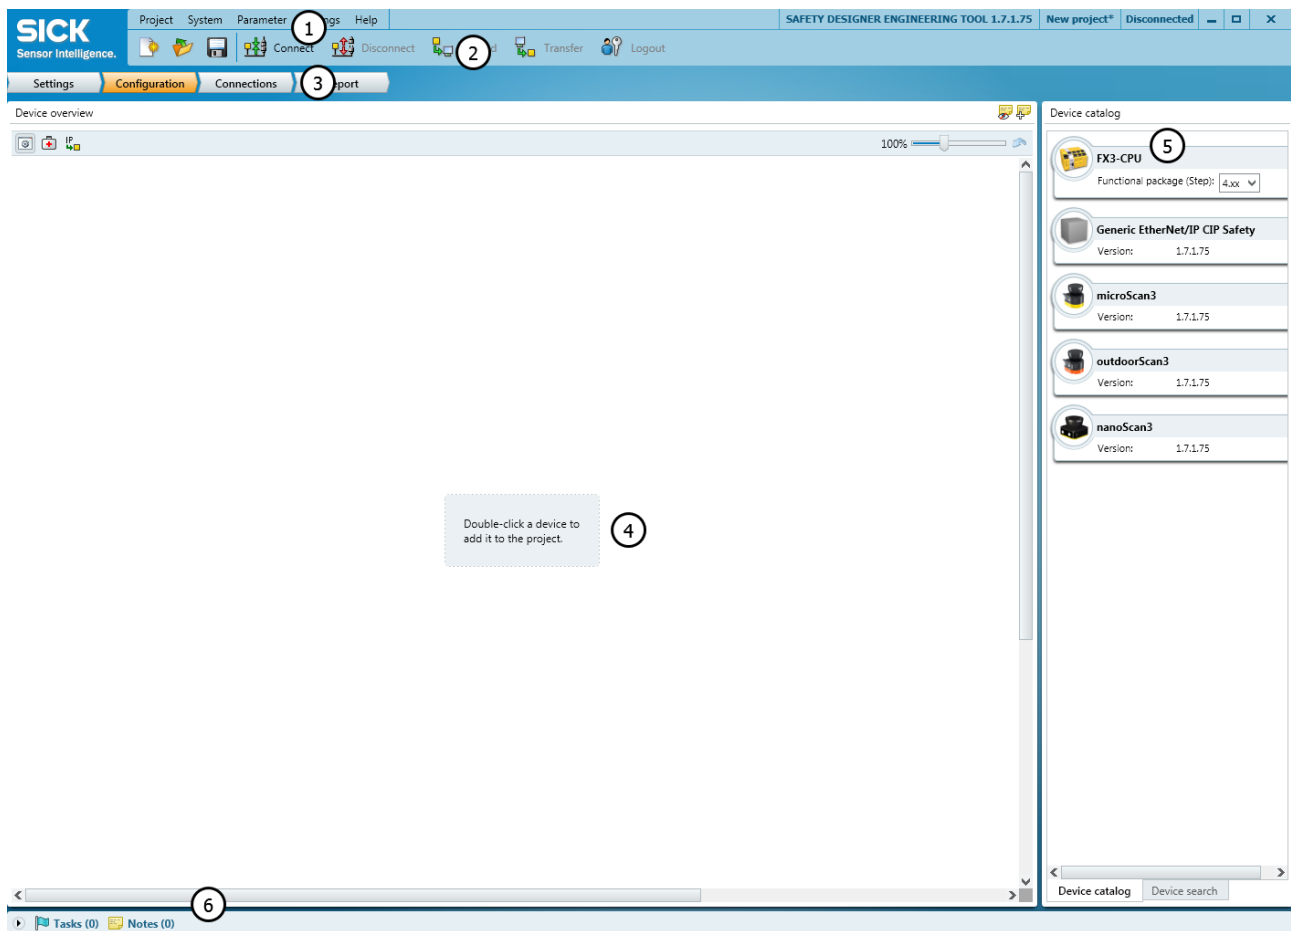 SICK
Sensor Intelligence.
Project System Parameter ngs Help
SAFETY DESIGNER ENGINEERING TOOL 1.7.1.75 New project* Disconnected
1
Connect Disconnect d Transfer Logout
2
Settings Configuration Connections port
3
Device overview
Device catalog
IP
100%
5
FX3-CPU
Functional package (Step): 4.xx
Generic EtherNet/IP CIP Safety
Version: 1.7.1.75
microScan3
Version: 1.7.1.75
outdoorScan3
Version: 1.7.1.75
nanoScan3
Version: 1.7.1.75
Double-click a device to
add it to the project.
4
Device catalog Device search
6
Tasks (0) Notes (0)